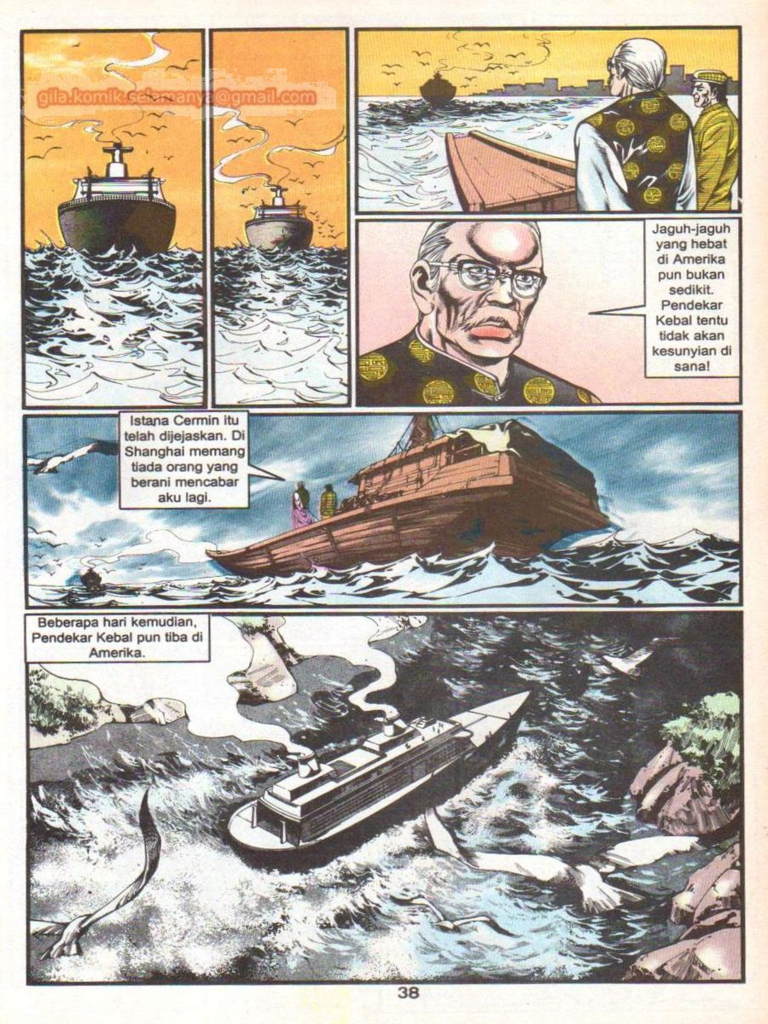 gila.komik.selamanya@gmail.com
Jaguh-jaguh
yang hebat
di Amerika
pun bukan
sedikit.
Pendekar
Kebal tentu
tidak akan
kesunyian di
sana!
Istana Cermin itu
telah dijejaskan. Di
Shanghai memang
tiada orang yang
berani mencabar
aku lagi.
Beberapa hari kemudian,
Pendekar Kebal pun tiba di
Amerika.
38